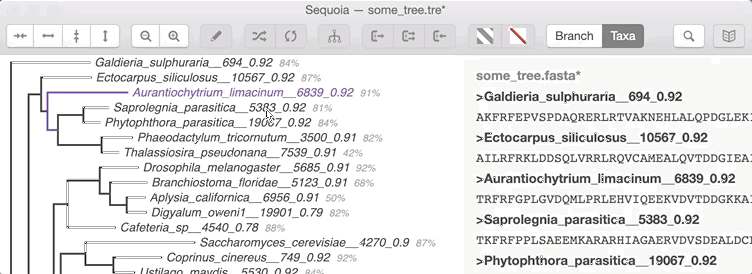 Sequoia — some_tree.tre*
Branch Taxa
Galdieria_sulphuraria__694_0.92 84%
Ectocarpus_siliculosus__10567_0.92 87%
Aurantiochytrium_limacinum__6839_0.92 91%
Saprolegnia_parasitica__5383_0.92 81%
Phytophthora_parasitica__19067_0.92 84%
Phaeodactylum_tricornutum__3500_0.91 82%
Thalassiosira_pseudonana__7539_0.91 42%
Drosophila_melanogaster__5685_0.91 92%
Branchiostoma_floridae__5123_0.91 68%
Aplysia_californica__6956_0.91 50%
Digyalum_oweni1__19901_0.79 82%
Cafeteria_sp__4540_0.78 88%
Saccharomyces_cerevisiae__4270_0.9 87%
Coprinus_cinereus__749_0.92 92%
Ustilago_maydis__5530_0.92 84%
some_tree.fasta*
>Galdieria_sulphuraria__694_0.92
AKFRFEPVSPDAQRERLRTVAKNEHLALQPDGLEKI
>Ectocarpus_siliculosus__10567_0.92
AILRFRKLDDSQLVRRLRQVCAMEALQVTDDGIEAI
>Aurantiochytrium_limacinum__6839_0.92
TRFRFGPLGVDQMLPRLEHVIQEEKVDVTDDGKKAI
>Saprolegnia_parasitica__5383_0.92
TKFRFPPLSAEEMKARARHIAGAERVDVSDEALDCI
>Phytophthora_parasitica__19067_0.92